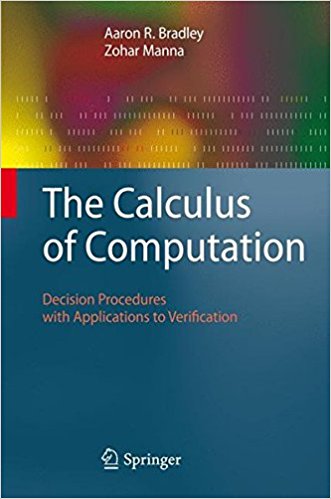 Aaron R. Bradley
Zohar Manna
The Calculus
of Computation
Decision Procedures
with Applications to Verification
Springer